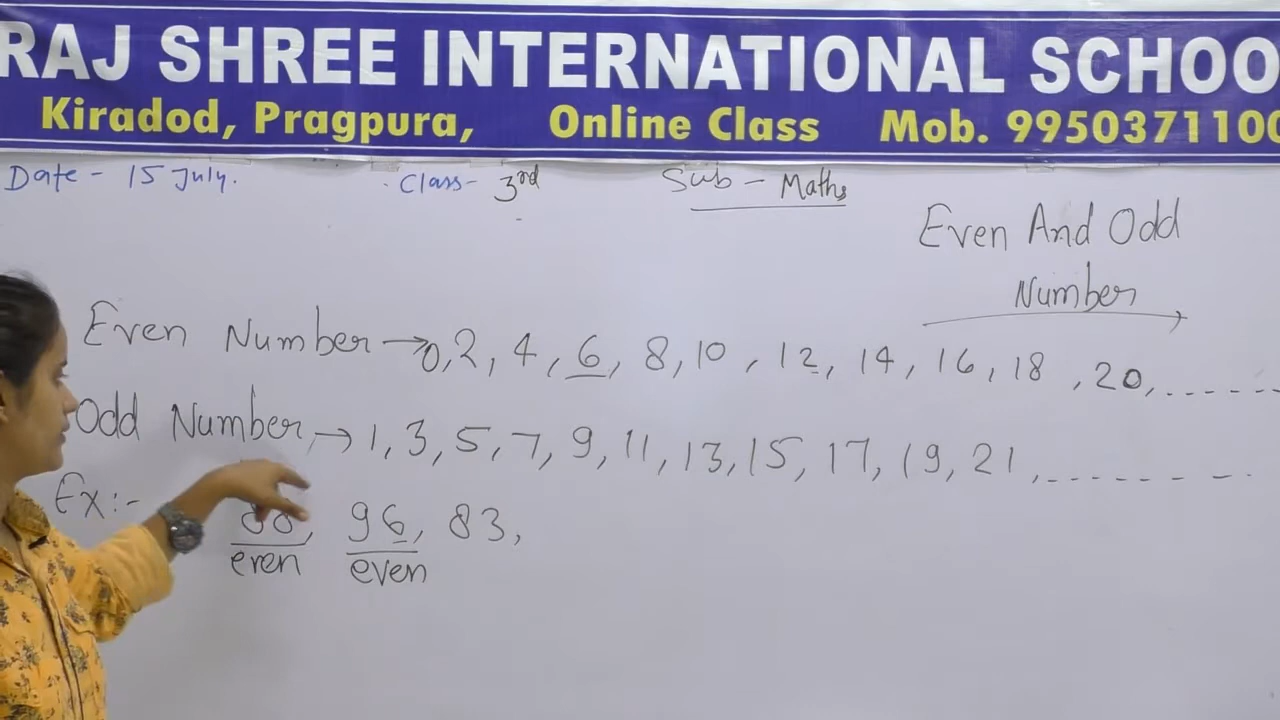 RAJ SHREE INTERNATIONAL SCHOO
Kiradod, Pragpura, Online Class Mob. 9950371100
Date - 15 July. Class - 3rd Sub - Maths
Even And Odd
Number
Even Number → 0, 2, 4, 6, 8, 10, 12, 14, 16, 18, 20, ------
Odd Number, → 1, 3, 5, 7, 9, 11, 13, 15, 17, 19, 21, -------
Ex:- 88, 96, 83,
even even